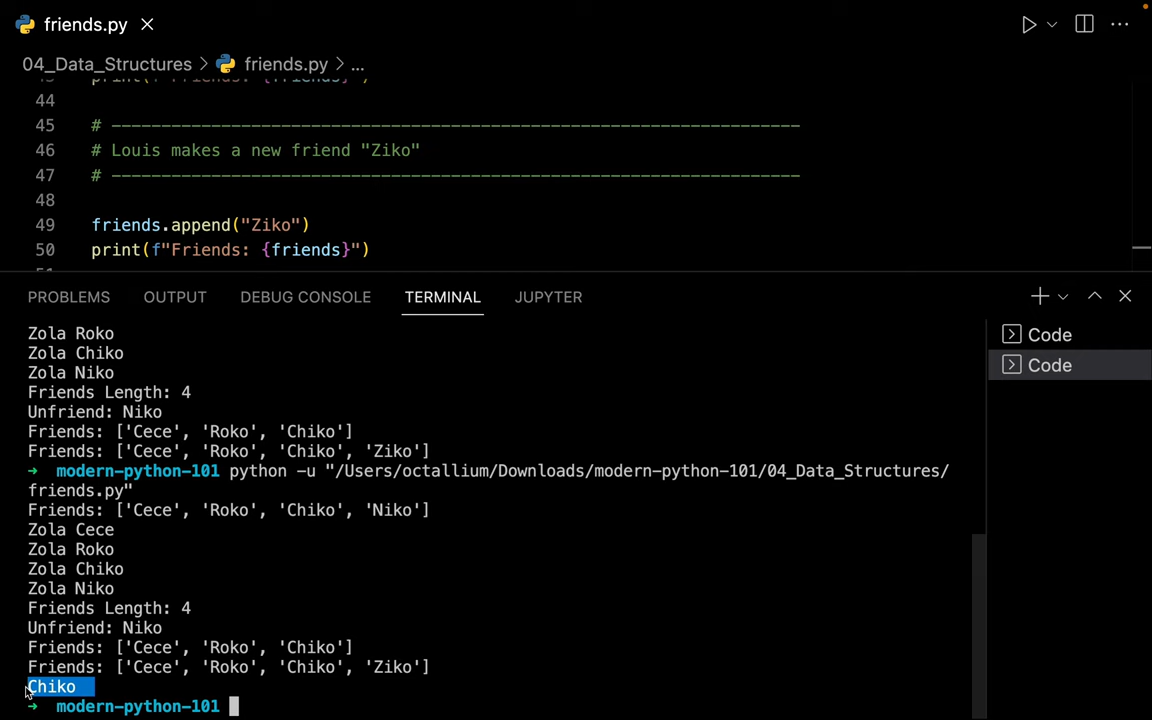 friends.py
04_Data_Structures > friends.py > ...
43 print(f"Friends: {friends}")
44
45 # ---------------------------------------------------------------------
46 # Louis makes a new friend "Ziko"
47 # ---------------------------------------------------------------------
48
49 friends.append("Ziko")
50 print(f"Friends: {friends}")
51
PROBLEMS OUTPUT DEBUG CONSOLE TERMINAL JUPYTER
Zola Roko
Zola Chiko
Zola Niko
Friends Length: 4
Unfriend: Niko
Friends: ['Cece', 'Roko', 'Chiko']
Friends: ['Cece', 'Roko', 'Chiko', 'Ziko']
→ modern-python-101 python -u "/Users/octallium/Downloads/modern-python-101/04_Data_Structures/
friends.py"
Friends: ['Cece', 'Roko', 'Chiko', 'Niko']
Zola Cece
Zola Roko
Zola Chiko
Zola Niko
Friends Length: 4
Unfriend: Niko
Friends: ['Cece', 'Roko', 'Chiko']
Friends: ['Cece', 'Roko', 'Chiko', 'Ziko']
Chiko
→ modern-python-101
Code
Code